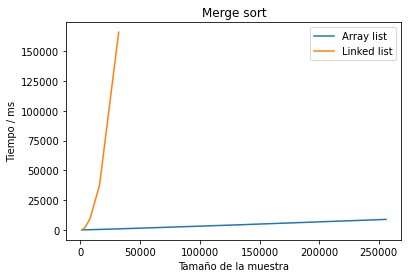 Merge sort
Array list
Linked list
Tiempo / ms
150000
125000
100000
75000
50000
25000
0
0 50000 100000 150000 200000 250000
Tamaño de la muestra